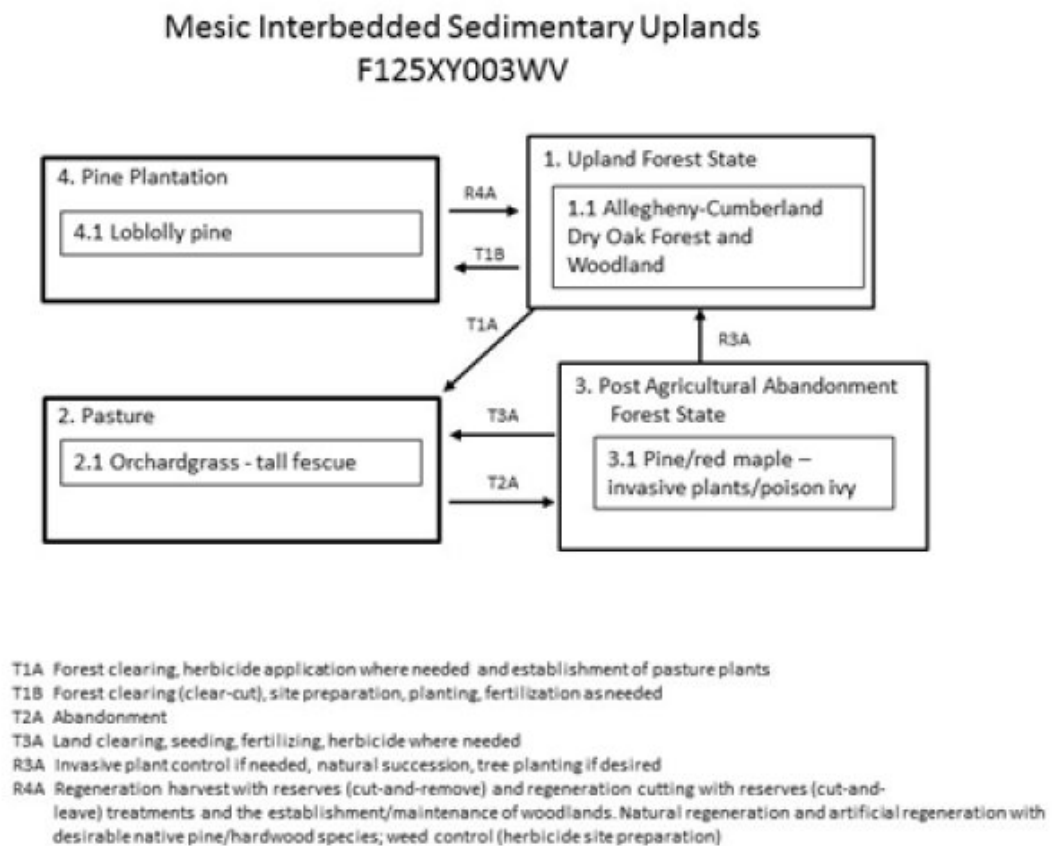 Mesic Interbedded Sedimentary Uplands
F125XY003WV
4. Pine Plantation
4.1 Loblolly pine
R4A
T1B
1. Upland Forest State
1.1 Allegheny-Cumberland
Dry Oak Forest and
Woodland
T1A
R3A
2. Pasture
2.1 Orchardgrass - tall fescue
T3A
T2A
3. Post Agricultural Abandonment
Forest State
3.1 Pine/red maple –
invasive plants/poison ivy
T1A Forest clearing, herbicide application where needed and establishment of pasture plants
T1B Forest clearing (clear-cut), site preparation, planting, fertilization as needed
T2A Abandonment
T3A Land clearing, seeding, fertilizing, herbicide where needed
R3A Invasive plant control if needed, natural succession, tree planting if desired
R4A Regeneration harvest with reserves (cut-and-remove) and regeneration cutting with reserves (cut-and-
leave) treatments and the establishment/maintenance of woodlands. Natural regeneration and artificial regeneration with
desirable native pine/hardwood species; weed control (herbicide site preparation)